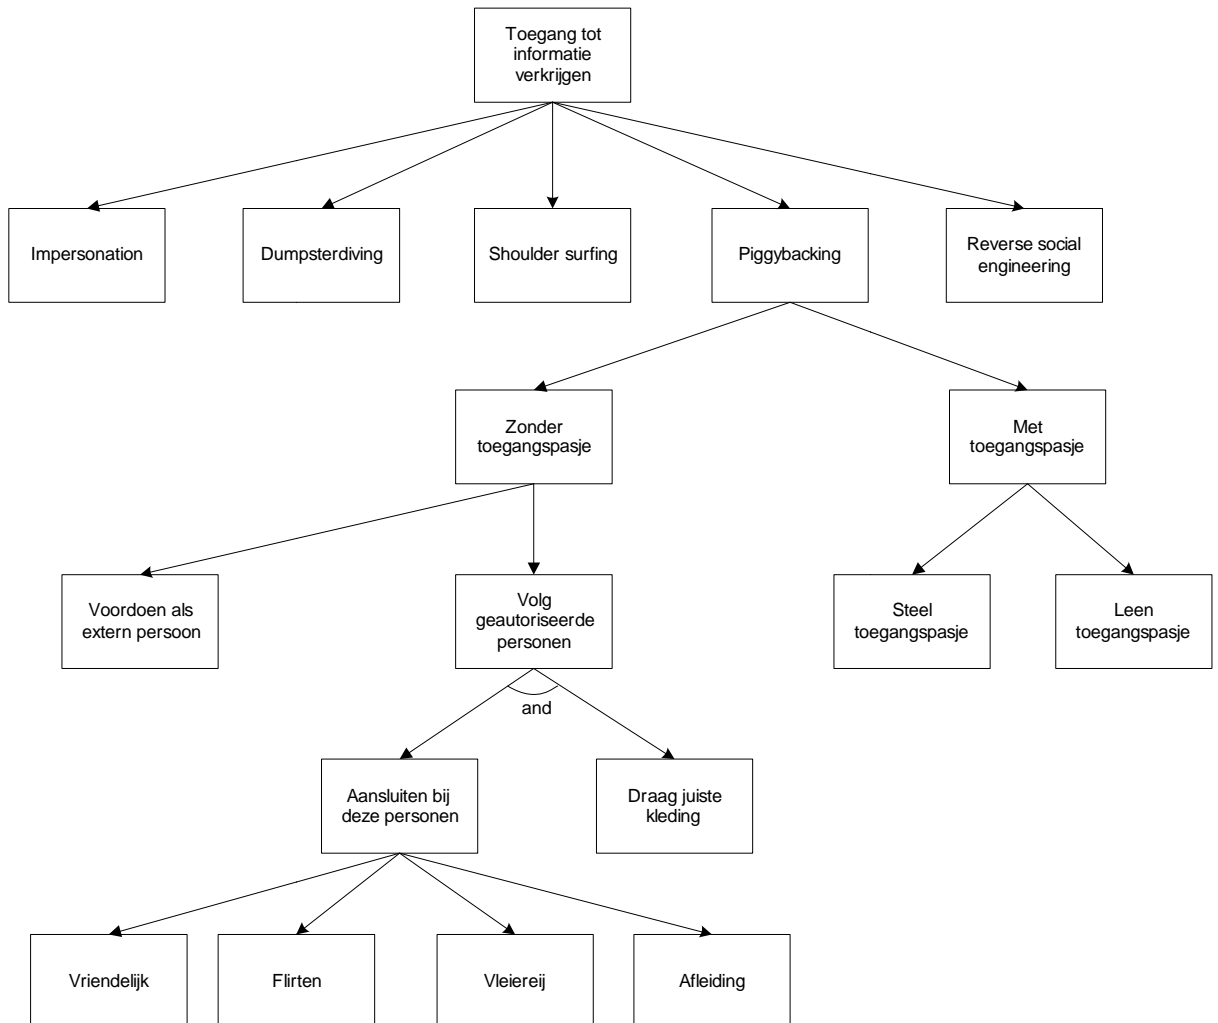 Toegang tot
informatie
verkrijgen
Impersonation
Dumpsterdiving
Shoulder surfing
Piggybacking
Reverse social
engineering
Zonder
toegangspasje
Met
toegangspasje
Voordoen als
extern persoon
Volg
geautoriseerde
personen
Steel
toegangspasje
Leen
toegangspasje
and
Aansluiten bij
deze personen
Draag juiste
kleding
Vriendelijk
Flirten
Vleiereij
Afleiding